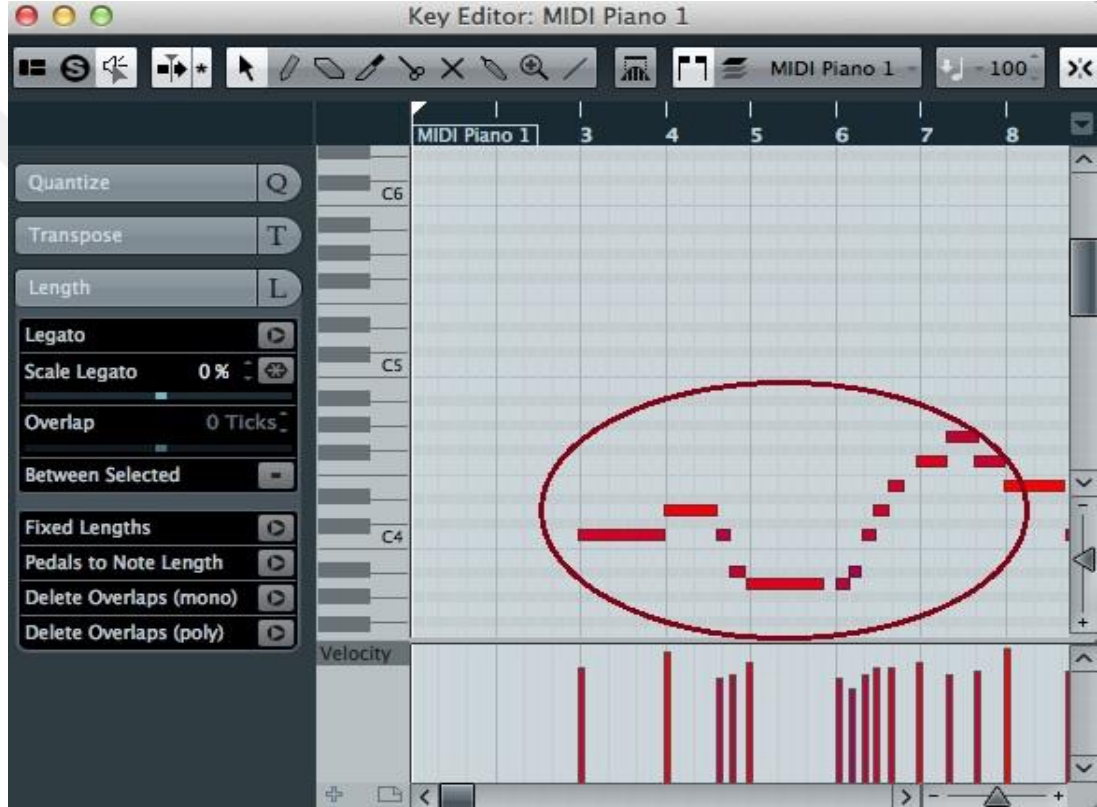 Key Editor: MIDI Piano 1
S * MIDI Piano 1 - 100
MIDI Piano 1 3 4 5 6 7 8
Quantize Q
C6
Transpose T
Length L
Legato
C5
Scale Legato 0 %
Overlap 0 Ticks
Between Selected
Fixed Lengths
C4
Pedals to Note Length
Delete Overlaps (mono)
Delete Overlaps (poly)
Velocity